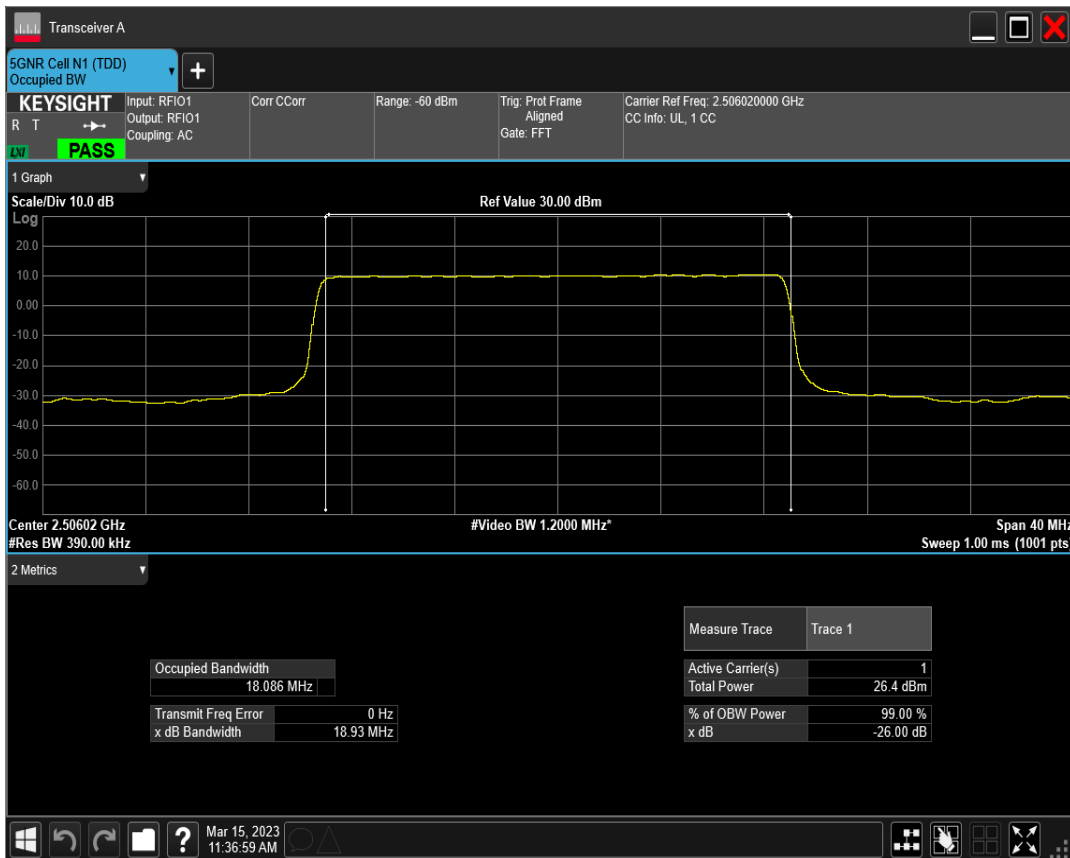 Transceiver A
5GNR Cell N1 (TDD)
Occupied BW
+
KEYSIGHT
R T
LXI
PASS
Input: RFIO1
Output: RFIO1
Coupling: AC
Corr CCorr
Range: -60 dBm
Trig: Prot Frame
Aligned
Gate: FFT
Carrier Ref Freq: 2.506020000 GHz
CC Info: UL, 1 CC
1 Graph
Scale/Div 10.0 dB
Ref Value 30.00 dBm
Log
20.0
10.0
0.00
-10.0
-20.0
-30.0
-40.0
-50.0
-60.0
Center 2.50602 GHz
#Video BW 1.2000 MHz*
Span 40 MHz
#Res BW 390.00 kHz
Sweep 1.00 ms (1001 pts)
2 Metrics
Measure Trace Trace 1
Occupied Bandwidth
18.086 MHz
Active Carrier(s) 1
Total Power 26.4 dBm
Transmit Freq Error 0 Hz
x dB Bandwidth 18.93 MHz
% of OBW Power 99.00 %
x dB -26.00 dB
?
Mar 15, 2023
11:36:59 AM